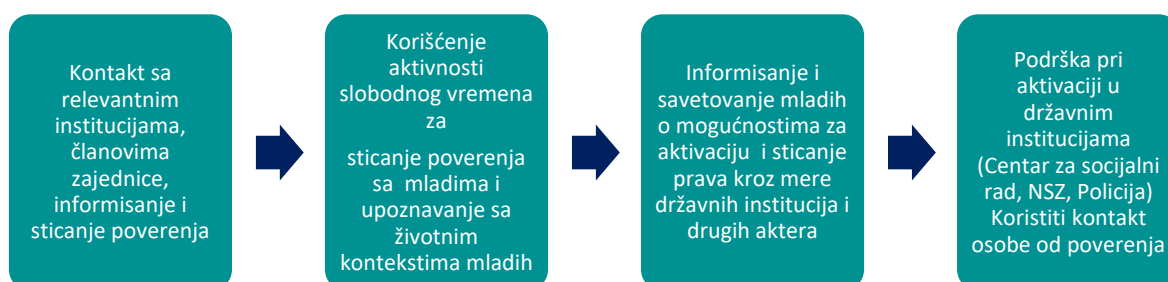 Kontakt sa
relevantnim
institucijama,
članovima
zajednice,
informisanje i
sticanje poverenja
Korišćenje
aktivnosti
slobodnog vremena
za
sticanje poverenja
sa mladima i
upoznavanje sa
životnim
kontekstima mladih
Informisanje i
savetovanje mladih
o mogućnostima za
aktivaciju i sticanje
prava kroz mere
državnih institucija i
drugih aktera
Podrška pri
aktivaciji u
državnim
institucijama
(Centar za socijalni
rad, NSZ, Policija)
Koristiti kontakt
osobe od poverenja